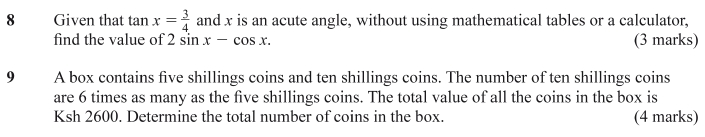 8 Given that tan x = 3/4 and x is an acute angle, without using mathematical tables or a calculator,
find the value of 2 sin x − cos x. (3 marks)
9 A box contains five shillings coins and ten shillings coins. The number of ten shillings coins
are 6 times as many as the five shillings coins. The total value of all the coins in the box is
Ksh 2600. Determine the total number of coins in the box. (4 marks)